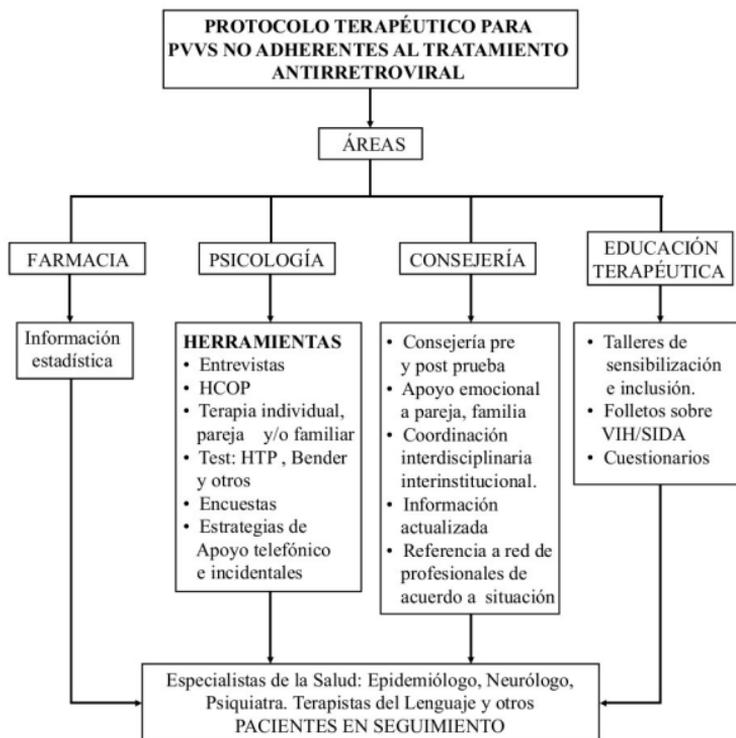 PROTOCOLO TERAPÉUTICO PARA
PVVS NO ADHERENTES AL TRATAMIENTO
ANTIRRETROVIRAL
ÁREAS
FARMACIA
PSICOLOGÍA
CONSEJERÍA
EDUCACIÓN
TERAPÉUTICA
Información
estadística
HERRAMIENTAS
• Entrevistas
• HCOP
• Terapia individual,
pareja y/o familiar
• Test: HTP , Bender
y otros
• Encuestas
• Estrategias de
Apoyo telefónico
e incidentales
• Consejería pre
y post prueba
• Apoyo emocional
a pareja, familia
• Coordinación
interdisciplinaria
interinstitucional.
• Información
actualizada
• Referencia a red de
profesionales de
acuerdo a situación
• Talleres de
sensibilización
e inclusión.
• Folletos sobre
VIH/SIDA
• Cuestionarios
Especialistas de la Salud: Epidemiólogo, Neurólogo,
Psiquiatra. Terapistas del Lenguaje y otros
PACIENTES EN SEGUIMIENTO